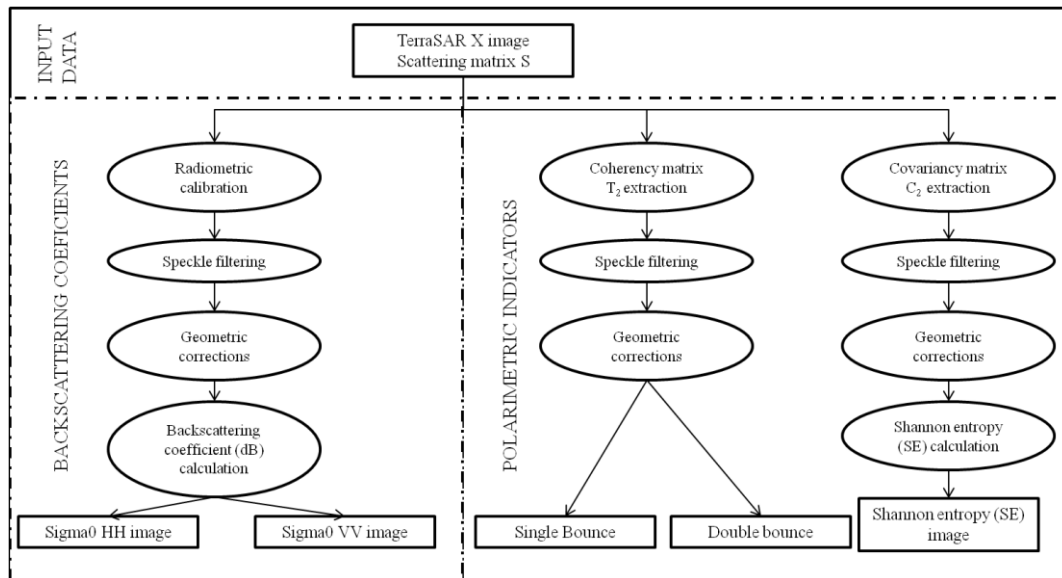 INPUT
DATA
TerraSAR X image
Scattering matrix S
BACKSCATTERING COEFICIENTS
Radiometric
calibration
Speckle filtering
Geometric
corrections
Backscattering
coefficient (dB)
calculation
Sigma0 HH image
Sigma0 VV image
POLARIMETRIC INDICATORS
Coherency matrix
T₂ extraction
Speckle filtering
Geometric
corrections
Single Bounce
Double bounce
Covariancy matrix
C₂ extraction
Speckle filtering
Geometric
corrections
Shannon entropy
(SE) calculation
Shannon entropy (SE)
image